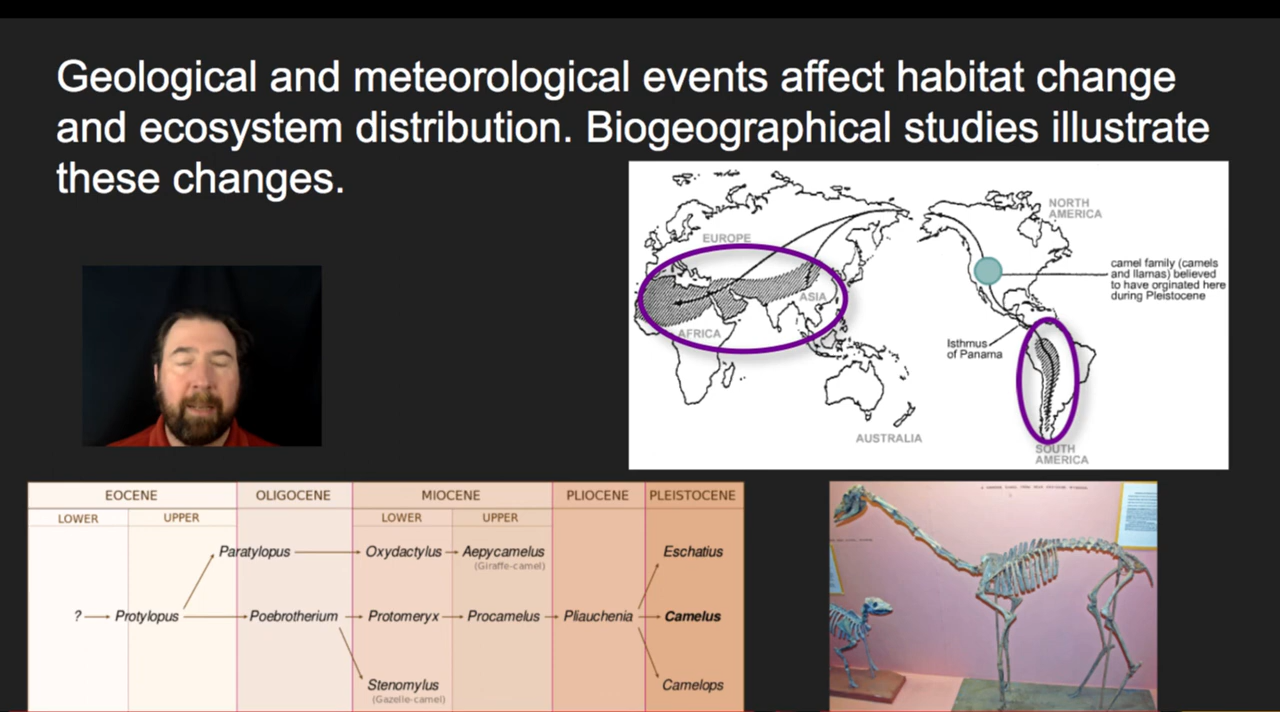 Geological and meteorological events affect habitat change
and ecosystem distribution. Biogeographical studies illustrate
these changes.
NORTH
AMERICA
EUROPE
camel family (camels
and llamas) believed
to have orginated here
during Pleistocene
ASIA
AFRICA
Isthmus
of Panama
AUSTRALIA
SOUTH
AMERICA
EOCENE OLIGOCENE MIOCENE PLIOCENE PLEISTOCENE
LOWER UPPER LOWER UPPER
Paratylopus Oxydactylus Aepycamelus Eschatius
(Giraffe-camel)
? Protylopus Poebrotherium Protomeryx Procamelus Pliauchenia Camelus
Stenomylus Camelops
(Gazelle-camel)